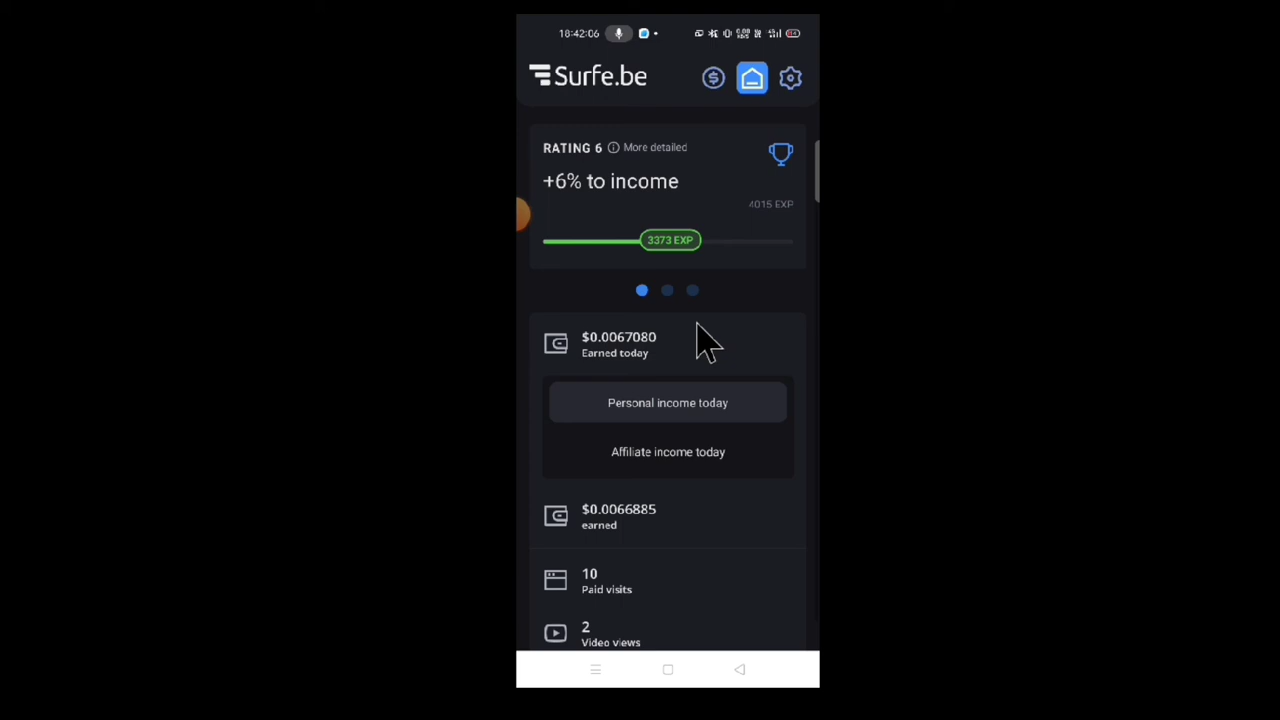 18:42:06
Surfe.be
RATING 6 More detailed
+6% to income
4015 EXP
3373 EXP
$0.0067080
Earned today
Personal income today
Affiliate income today
$0.0066885
earned
10
Paid visits
2
Video views